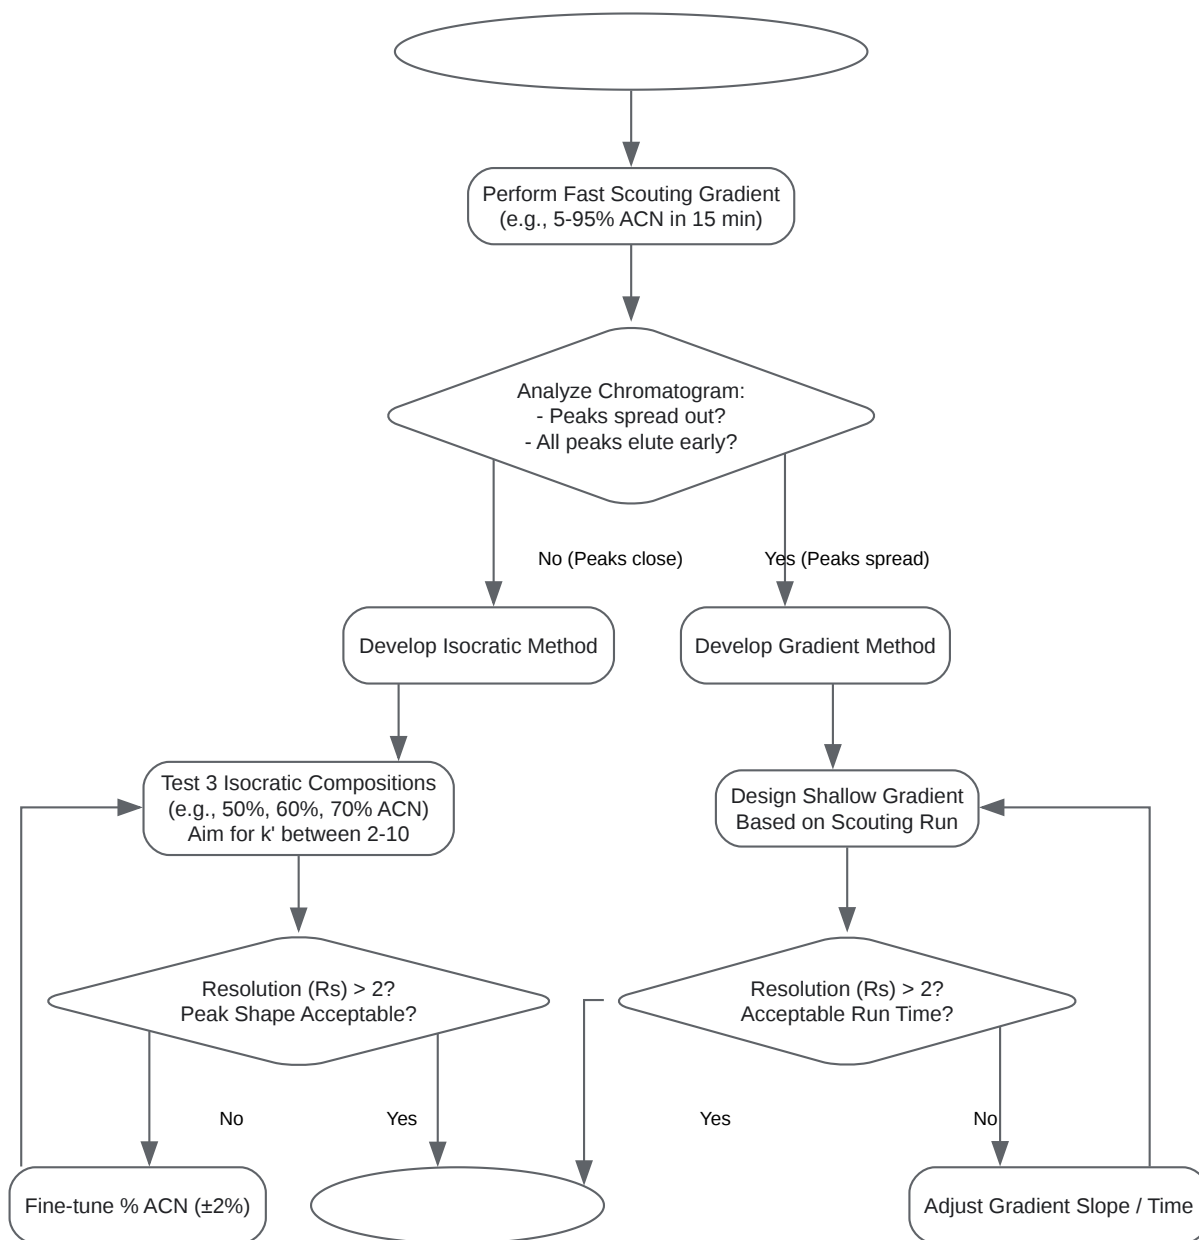 Perform Fast Scouting Gradient
(e.g., 5-95% ACN in 15 min)
Analyze Chromatogram:
- Peaks spread out?
- All peaks elute early?
No (Peaks close)
Yes (Peaks spread)
Develop Isocratic Method
Develop Gradient Method
Test 3 Isocratic Compositions
(e.g., 50%, 60%, 70% ACN)
Aim for k' between 2-10
Design Shallow Gradient
Based on Scouting Run
Resolution (Rs) > 2?
Peak Shape Acceptable?
Resolution (Rs) > 2?
Acceptable Run Time?
No
Yes
Yes
No
Fine-tune % ACN (±2%)
Adjust Gradient Slope / Time